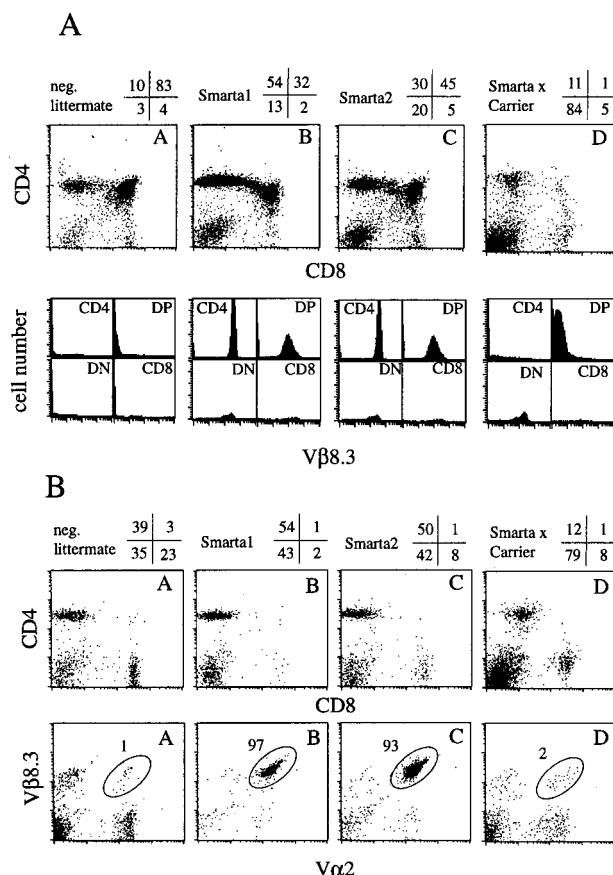 A
neg. littermate 10 83 3 4
Smarta1 54 32 13 2
Smarta2 30 45 20 5
Smarta x Carrier 11 1 84 5
A B C D
CD4
CD8
CD4 DP CD4 DP CD4 DP CD4 DP
DN CD8 DN CD8 DN CD8 DN CD8
cell number
Vβ8.3
B
neg. littermate 39 3 35 23
Smarta1 54 1 43 2
Smarta2 50 1 42 8
Smarta x Carrier 12 1 79 8
A B C D
CD4
CD8
1 A 97 B 93 C 2 D
Vβ8.3
Vα2